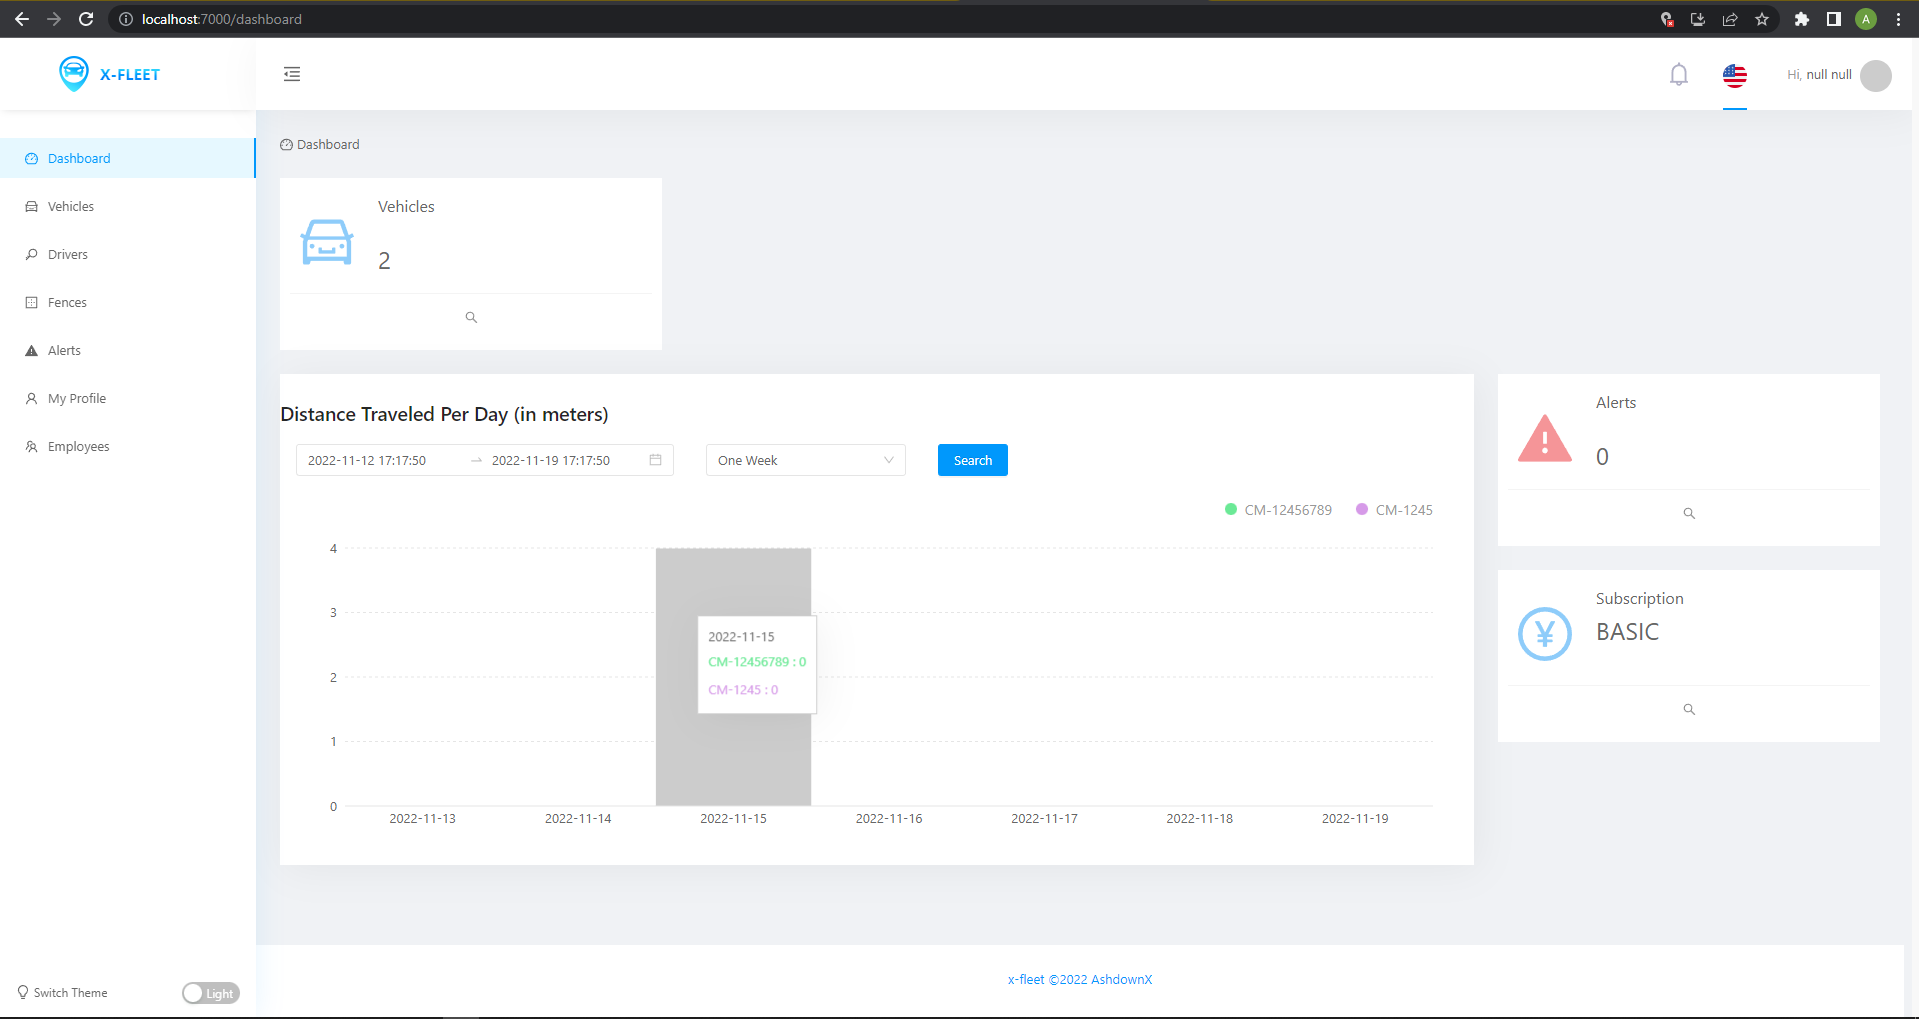 localhost:7000/dashboard
A
X-FLEET
Hi, null null
Dashboard
Vehicles
Drivers
Fences
Alerts
My Profile
Employees
Switch Theme
Light
Dashboard
Vehicles
2
Distance Traveled Per Day (in meters)
2022-11-12 17:17:50 → 2022-11-19 17:17:50
One Week
Search
CM-12456789 CM-1245
4
3
2
1
0
2022-11-15
CM-12456789 : 0
CM-1245 : 0
2022-11-13 2022-11-14 2022-11-15 2022-11-16 2022-11-17 2022-11-18 2022-11-19
Alerts
0
Subscription
¥
BASIC
x-fleet ©2022 AshdownX